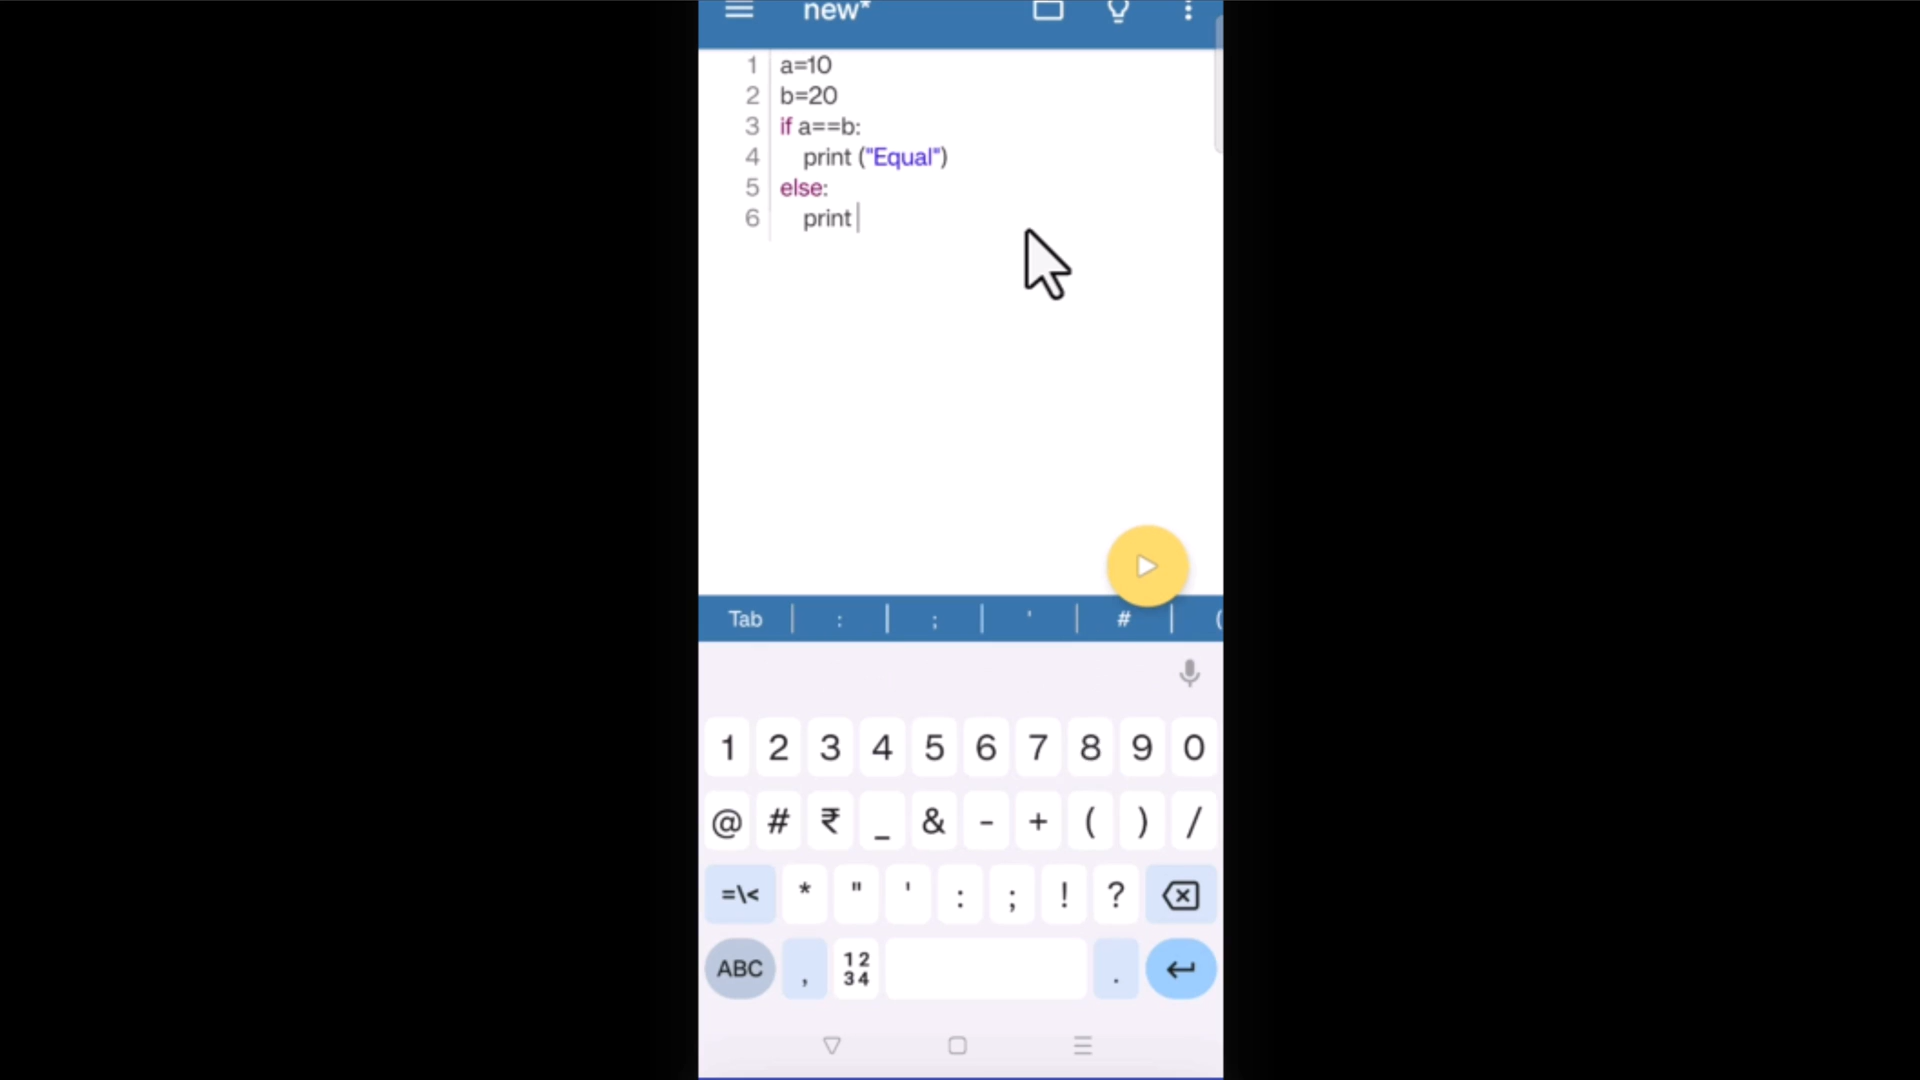 new*
1 a=10
2 b=20
3 if a==b:
4 print ("Equal")
5 else:
6 print
Tab : ; ' # (
1 2 3 4 5 6 7 8 9 0
@ # ₹ _ & - + ( ) /
=\< * " ' : ; ! ?
ABC , 12 34 .